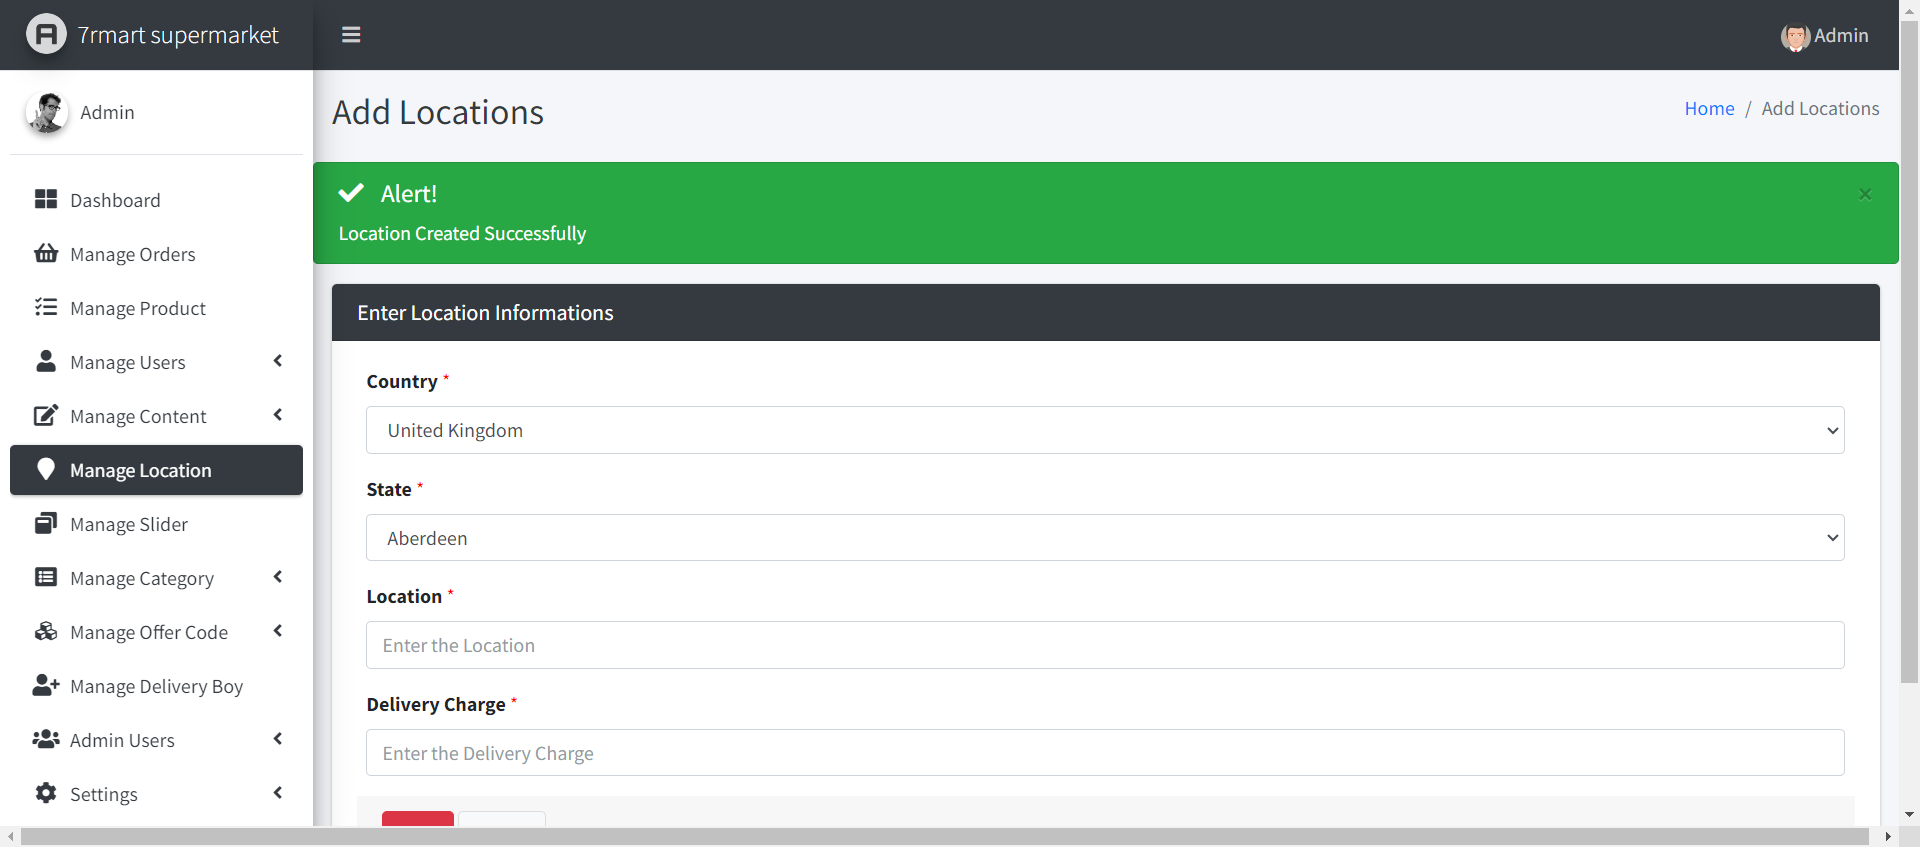 7rmart supermarket
Admin
Admin
Add Locations
Home / Add Locations
Alert!
×
Location Created Successfully
Dashboard
Manage Orders
Manage Product
Manage Users
Manage Content
Manage Location
Manage Slider
Manage Category
Manage Offer Code
Manage Delivery Boy
Admin Users
Settings
Enter Location Informations
Country *
United Kingdom
State *
Aberdeen
Location *
Enter the Location
Delivery Charge *
Enter the Delivery Charge